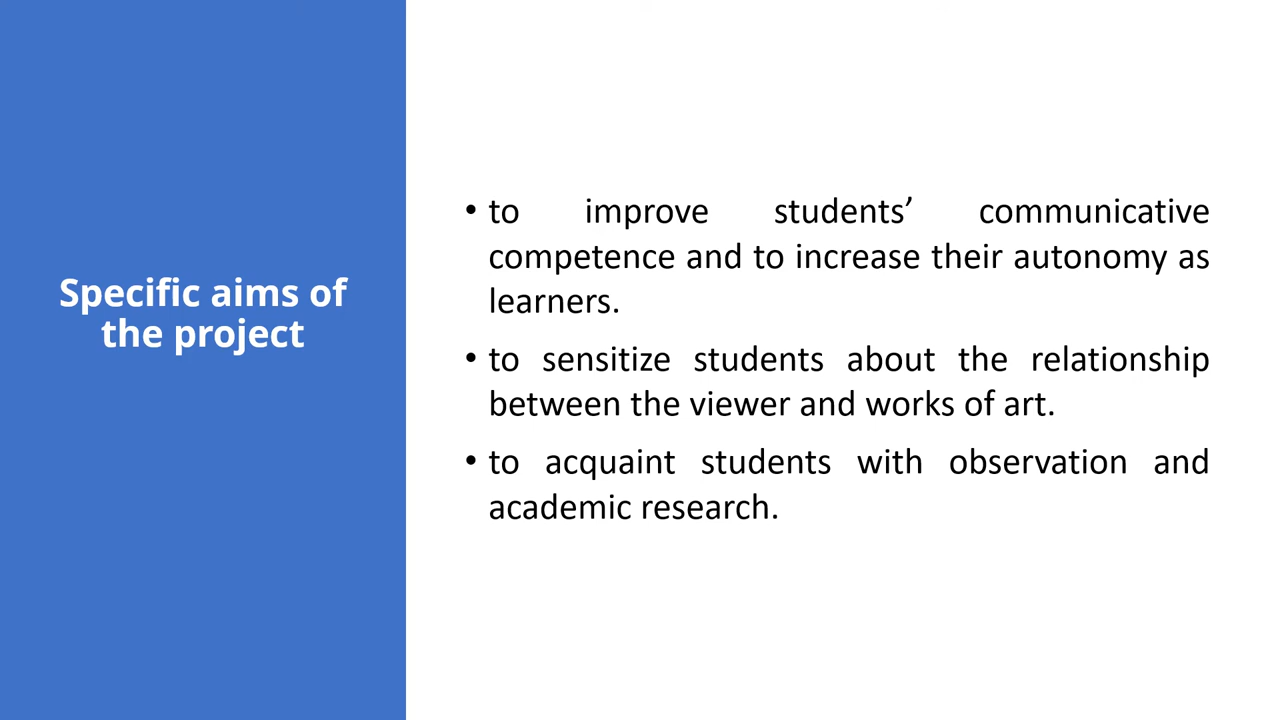 Specific aims of
the project
• to improve students’ communicative
competence and to increase their autonomy as
learners.
• to sensitize students about the relationship
between the viewer and works of art.
• to acquaint students with observation and
academic research.